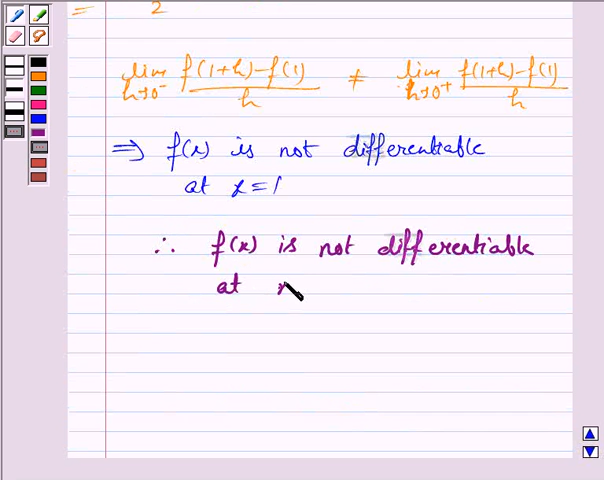 = 2
lim h→0⁻ f(1+h)-f(1)/h ≠ lim h→0⁺ f(1+h)-f(1)/h
⇒ f(x) is not differentiable
at x=1
∴ f(x) is not differentiable
at